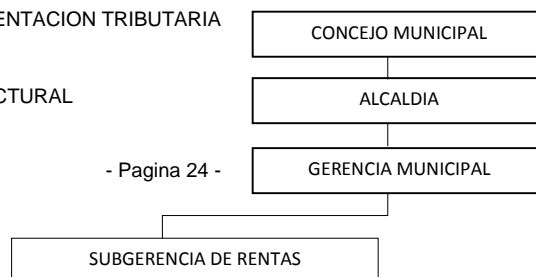 ENTACION TRIBUTARIA
CONCEJO MUNICIPAL
CTURAL
ALCALDIA
- Pagina 24 -
GERENCIA MUNICIPAL
SUBGERENCIA DE RENTAS